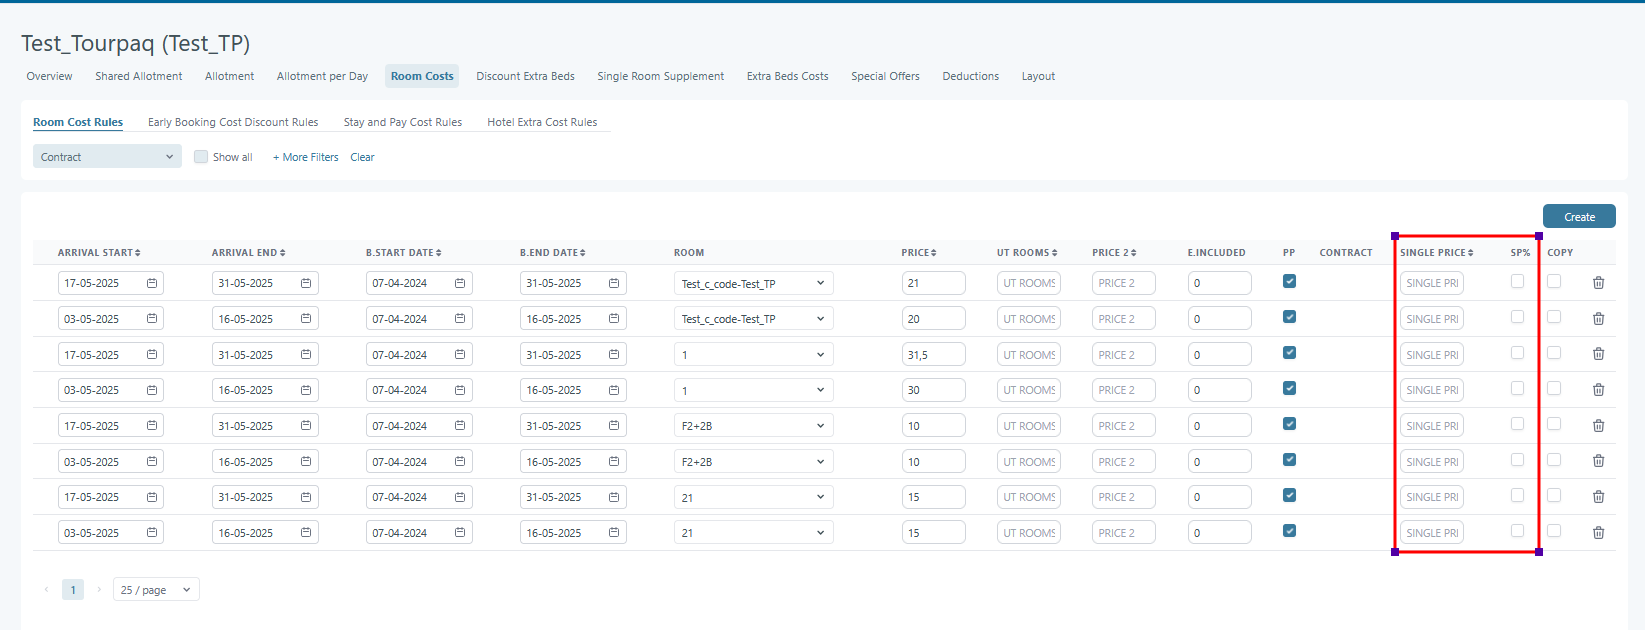 Test_Tourpaq (Test_TP)
Overview Shared Allotment Allotment Allotment per Day Room Costs Discount Extra Beds Single Room Supplement Extra Beds Costs Special Offers Deductions Layout
Room Cost Rules Early Booking Cost Discount Rules Stay and Pay Cost Rules Hotel Extra Cost Rules
Contract Show all + More Filters Clear
Create
ARRIVAL START ARRIVAL END B.START DATE B.END DATE ROOM PRICE UT ROOMS PRICE 2 E.INCLUDED PP CONTRACT SINGLE PRICE SP% COPY
17-05-2025 31-05-2025 07-04-2024 31-05-2025 Test_c_code-Test_TP 21 UT ROOMS PRICE 2 0 SINGLE PRI
03-05-2025 16-05-2025 07-04-2024 16-05-2025 Test_c_code-Test_TP 20 UT ROOMS PRICE 2 0 SINGLE PRI
17-05-2025 31-05-2025 07-04-2024 31-05-2025 1 31,5 UT ROOMS PRICE 2 0 SINGLE PRI
03-05-2025 16-05-2025 07-04-2024 16-05-2025 1 30 UT ROOMS PRICE 2 0 SINGLE PRI
17-05-2025 31-05-2025 07-04-2024 31-05-2025 F2+2B 10 UT ROOMS PRICE 2 0 SINGLE PRI
03-05-2025 16-05-2025 07-04-2024 16-05-2025 F2+2B 10 UT ROOMS PRICE 2 0 SINGLE PRI
17-05-2025 31-05-2025 07-04-2024 31-05-2025 21 15 UT ROOMS PRICE 2 0 SINGLE PRI
03-05-2025 16-05-2025 07-04-2024 16-05-2025 21 15 UT ROOMS PRICE 2 0 SINGLE PRI
1 25 / page